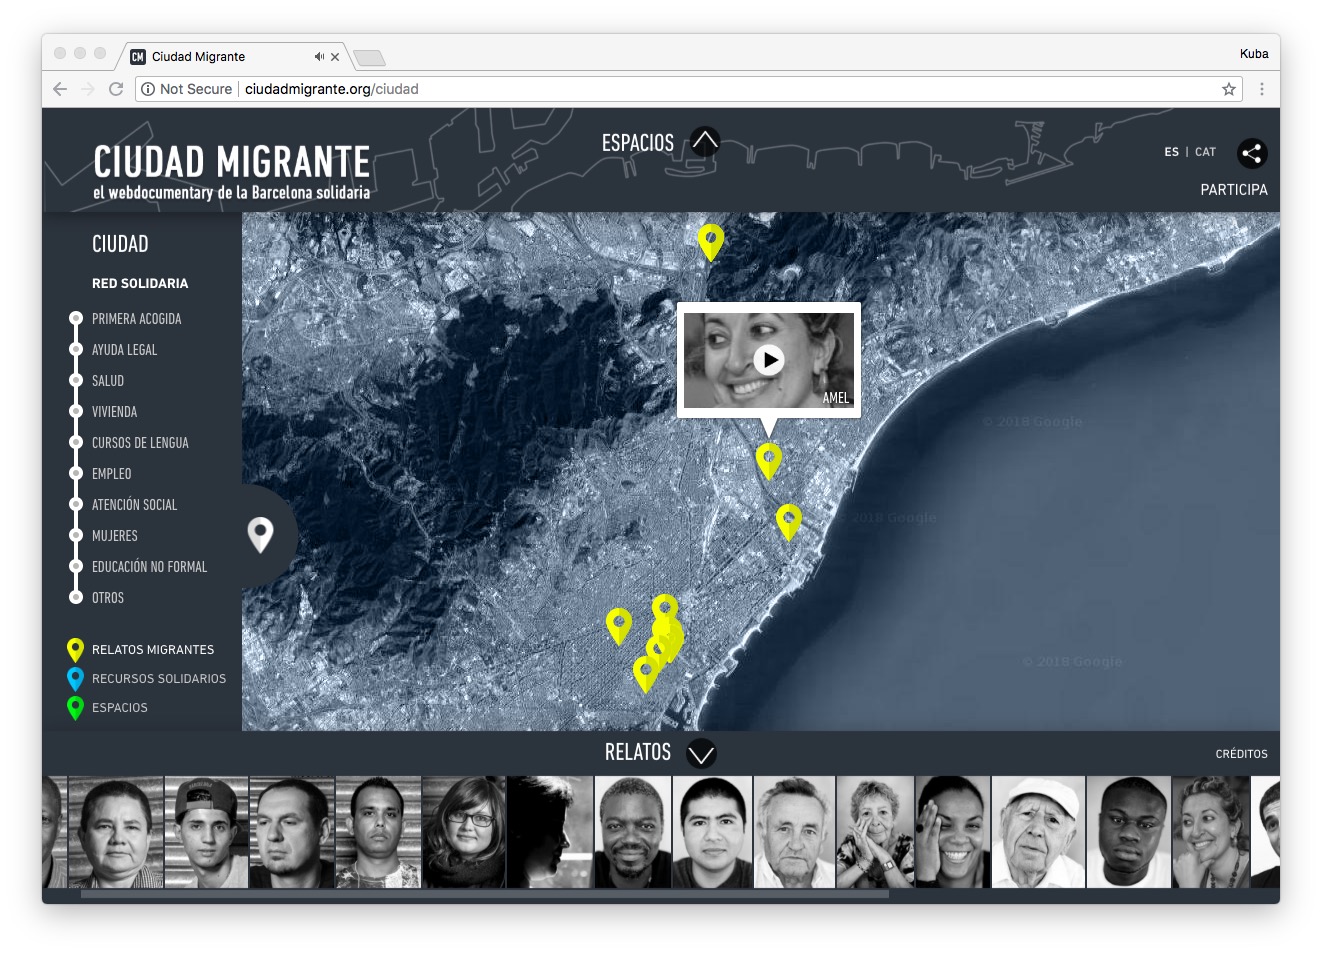 CM Ciudad Migrante
Kuba
Not Secure | ciudadmigrante.org/ciudad
CIUDAD MIGRANTE
el webdocumentary de la Barcelona solidaria
ESPACIOS
ES | CAT
PARTICIPA
CIUDAD
RED SOLIDARIA
PRIMERA ACOGIDA
AYUDA LEGAL
SALUD
VIVIENDA
CURSOS DE LENGUA
EMPLEO
ATENCIÓN SOCIAL
MUJERES
EDUCACIÓN NO FORMAL
OTROS
RELATOS MIGRANTES
RECURSOS SOLIDARIOS
ESPACIOS
AMEL
© 2018 Google
2018 Google
© 2018 Google
RELATOS
CRÉDITOS